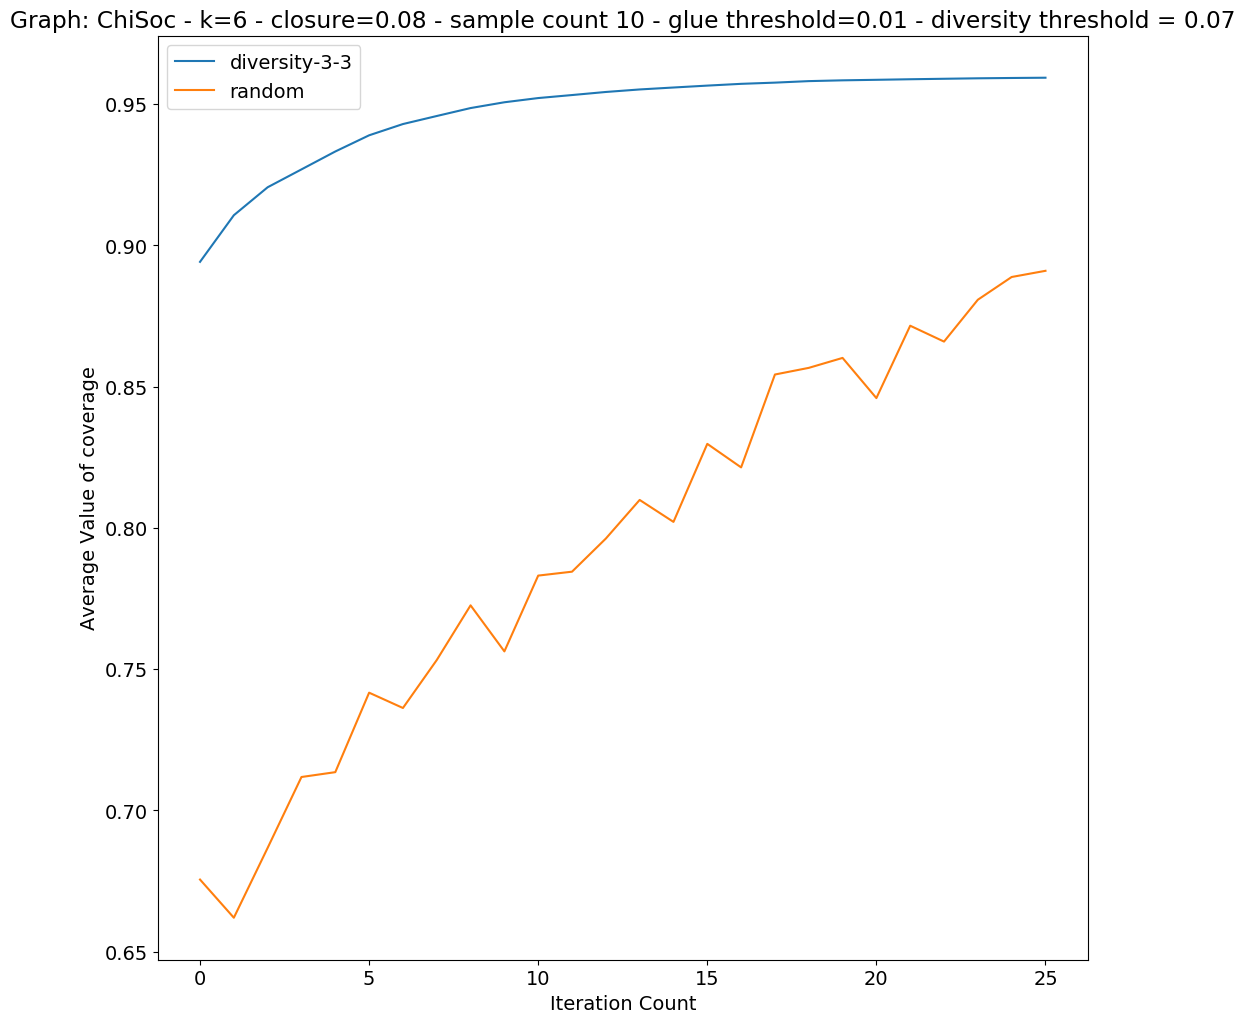 Graph: ChiSoc - k=6 - closure=0.08 - sample count 10 - glue threshold=0.01 - diversity threshold = 0.07
diversity-3-3
random
0.95
0.90
0.85
0.80
0.75
0.70
0.65
Average Value of coverage
0 5 10 15 20 25
Iteration Count